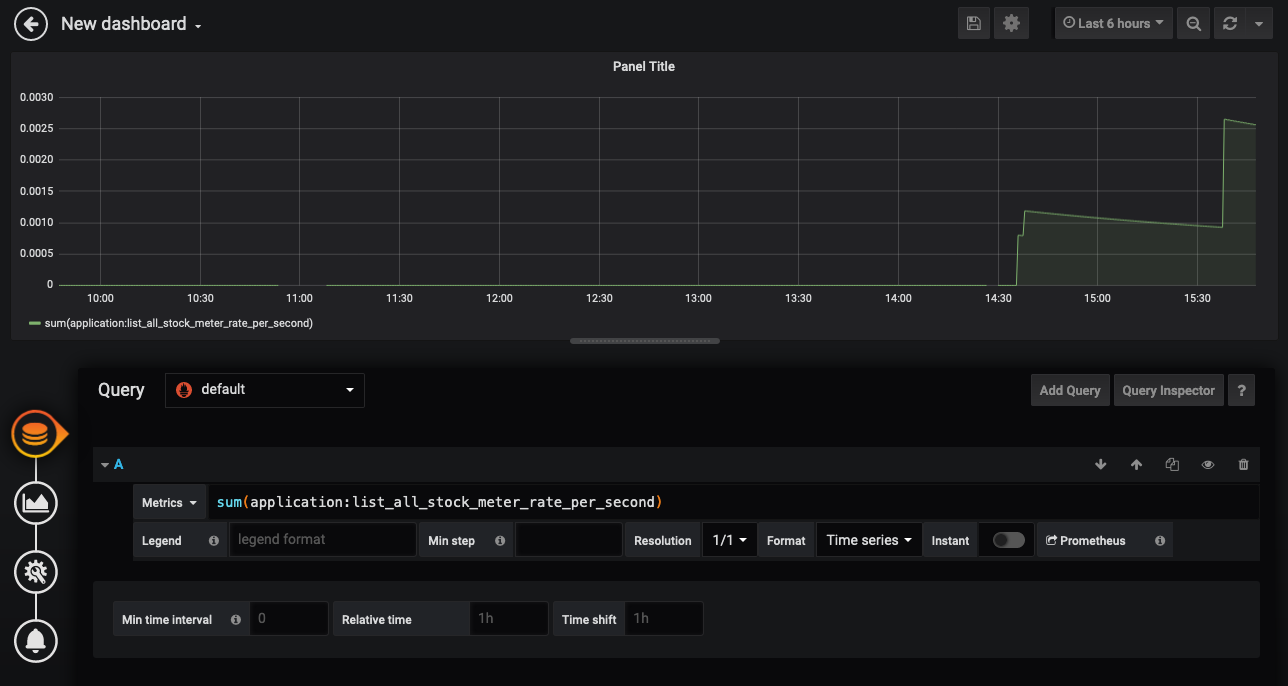 New dashboard
Last 6 hours
Panel Title
0.0030
0.0025
0.0020
0.0015
0.0010
0.0005
0
10:00 10:30 11:00 11:30 12:00 12:30 13:00 13:30 14:00 14:30 15:00 15:30
sum(application:list_all_stock_meter_rate_per_second)
Query default Add Query Query Inspector ?
A
Metrics sum(application:list_all_stock_meter_rate_per_second)
Legend legend format Min step Resolution 1/1 Format Time series Instant Prometheus
Min time interval 0 Relative time 1h Time shift 1h